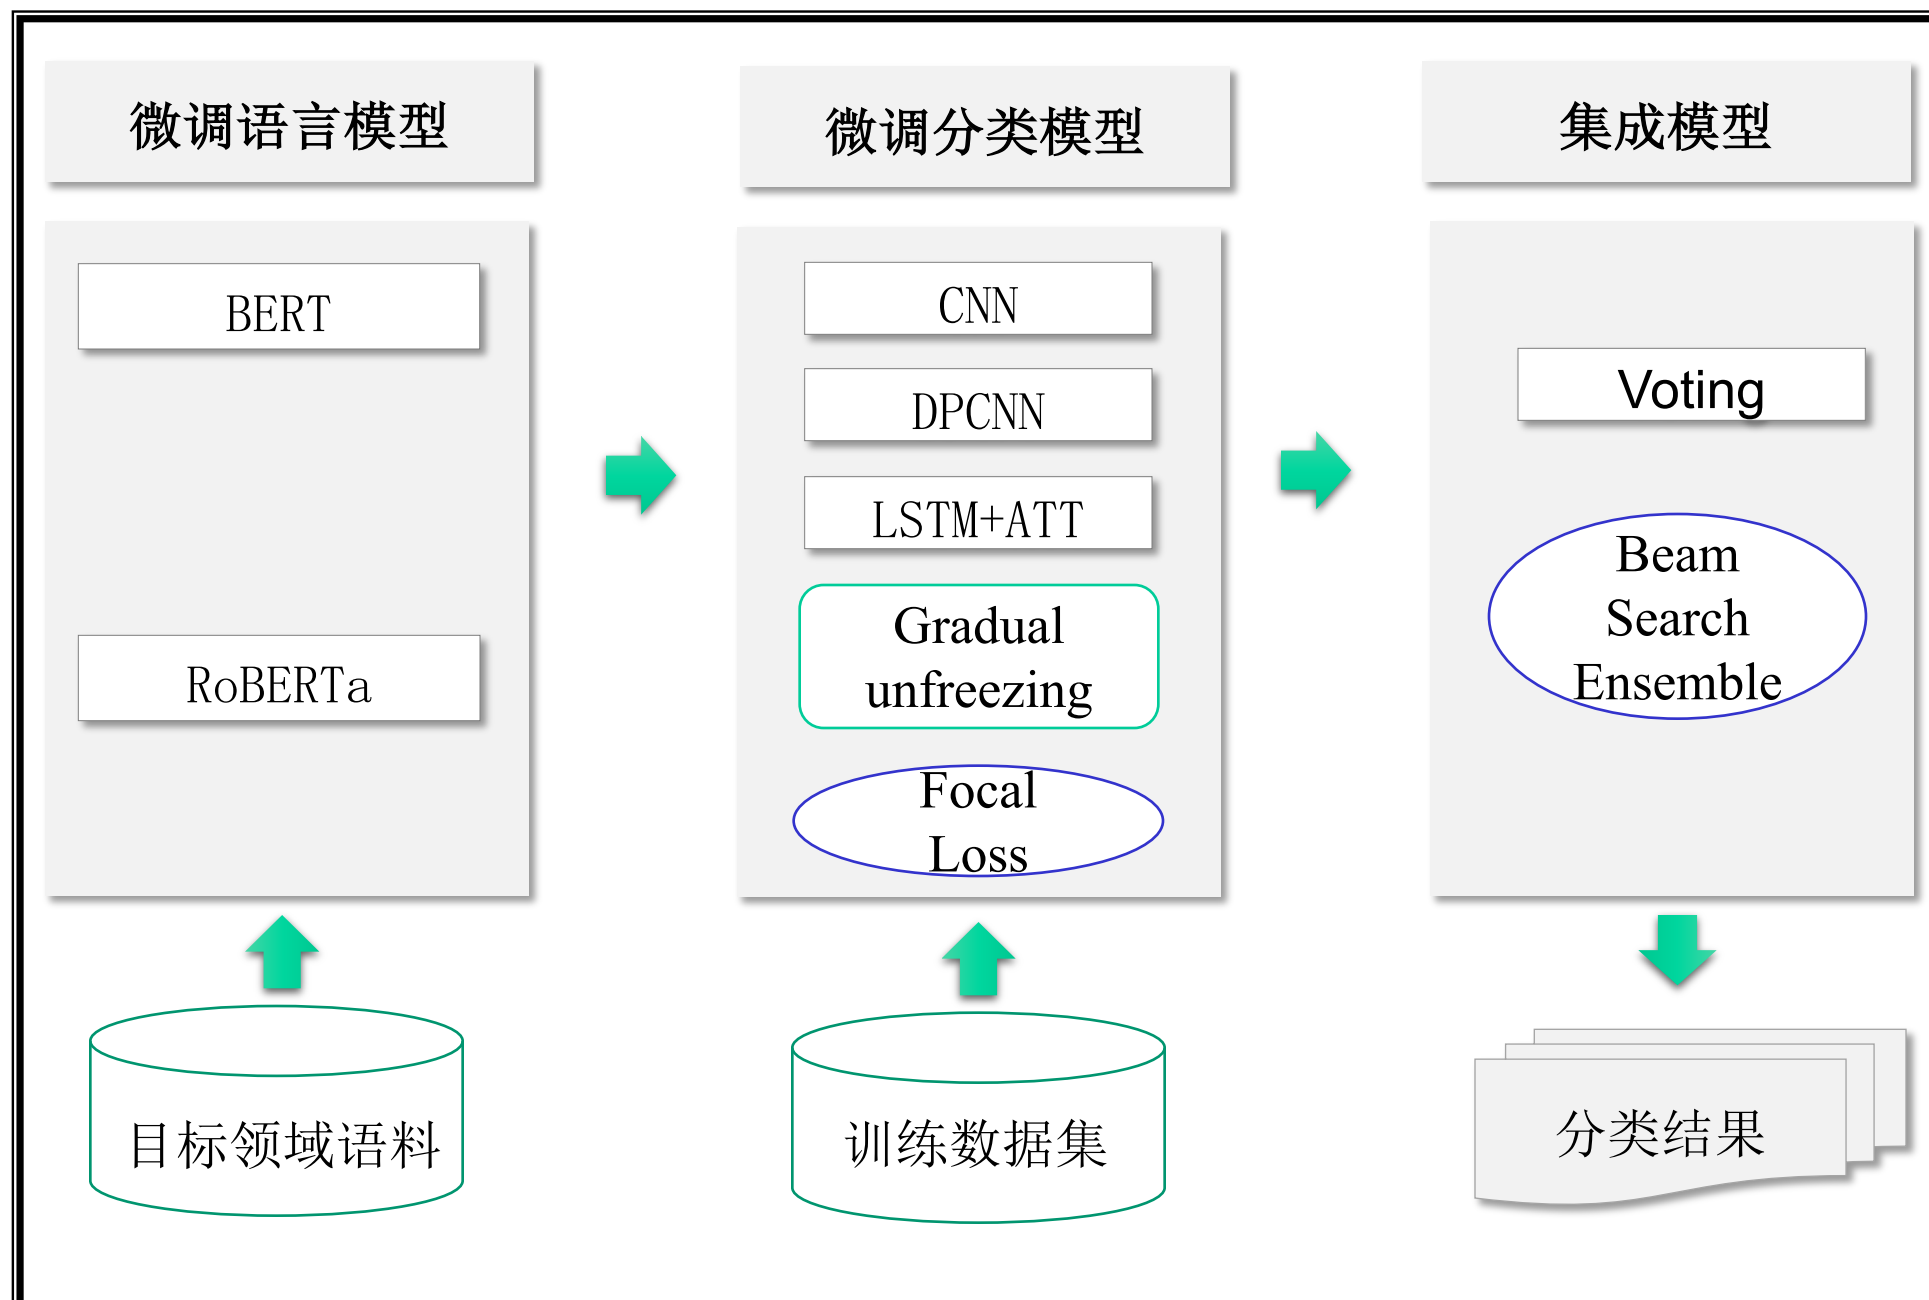 微调语言模型
微调分类模型
集成模型
BERT
RoBERTa
CNN
DPCNN
LSTM+ATT
Gradual
unfreezing
Focal
Loss
Voting
Beam
Search
Ensemble
目标领域语料
训练数据集
分类结果